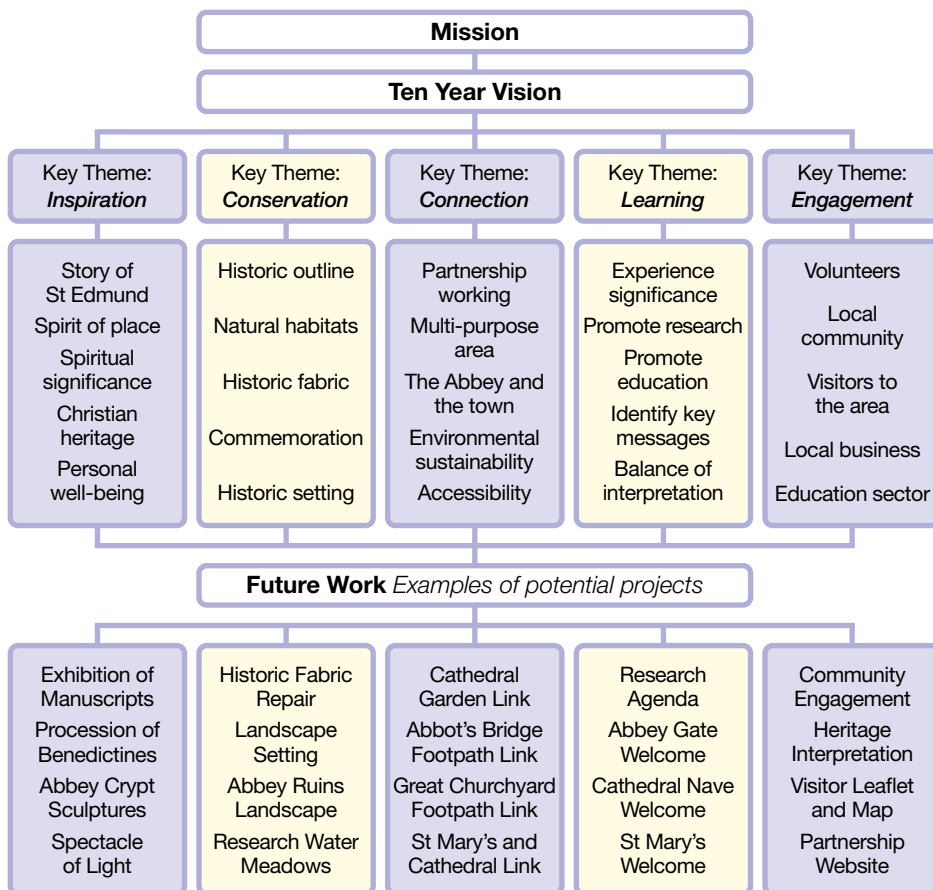 Mission
Ten Year Vision
Key Theme:
Inspiration
Key Theme:
Conservation
Key Theme:
Connection
Key Theme:
Learning
Key Theme:
Engagement
Story of
St Edmund
Spirit of place
Spiritual
significance
Christian
heritage
Personal
well-being
Historic outline
Natural habitats
Historic fabric
Commemoration
Historic setting
Partnership
working
Multi-purpose
area
The Abbey and
the town
Environmental
sustainability
Accessibility
Experience
significance
Promote research
Promote
education
Identify key
messages
Balance of
interpretation
Volunteers
Local
community
Visitors to
the area
Local business
Education sector
Future Work Examples of potential projects
Exhibition of
Manuscripts
Procession of
Benedictines
Abbey Crypt
Sculptures
Spectacle
of Light
Historic Fabric
Repair
Landscape
Setting
Abbey Ruins
Landscape
Research Water
Meadows
Cathedral
Garden Link
Abbot's Bridge
Footpath Link
Great Churchyard
Footpath Link
St Mary's and
Cathedral Link
Research
Agenda
Abbey Gate
Welcome
Cathedral Nave
Welcome
St Mary's
Welcome
Community
Engagement
Heritage
Interpretation
Visitor Leaflet
and Map
Partnership
Website